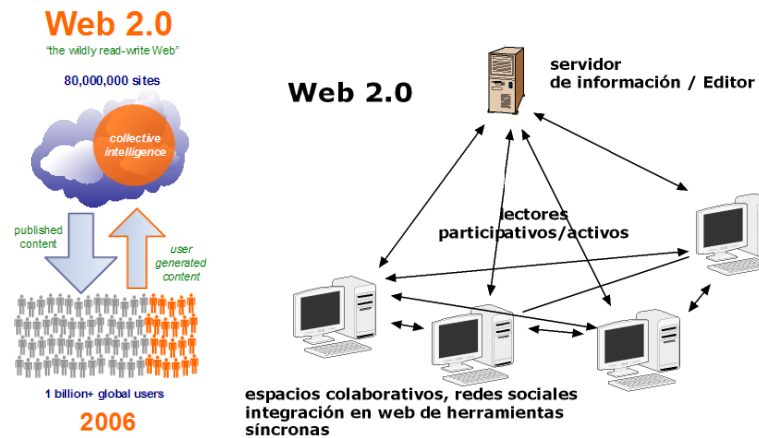 Web 2.0
"the wildly read-write Web"
80,000,000 sites
collective
intelligence
published
content
user
generated
content
1 billion+ global users
2006
Web 2.0
servidor
de información / Editor
lectores
participativos/activos
espacios colaborativos, redes sociales
integración en web de herramientas
síncronas